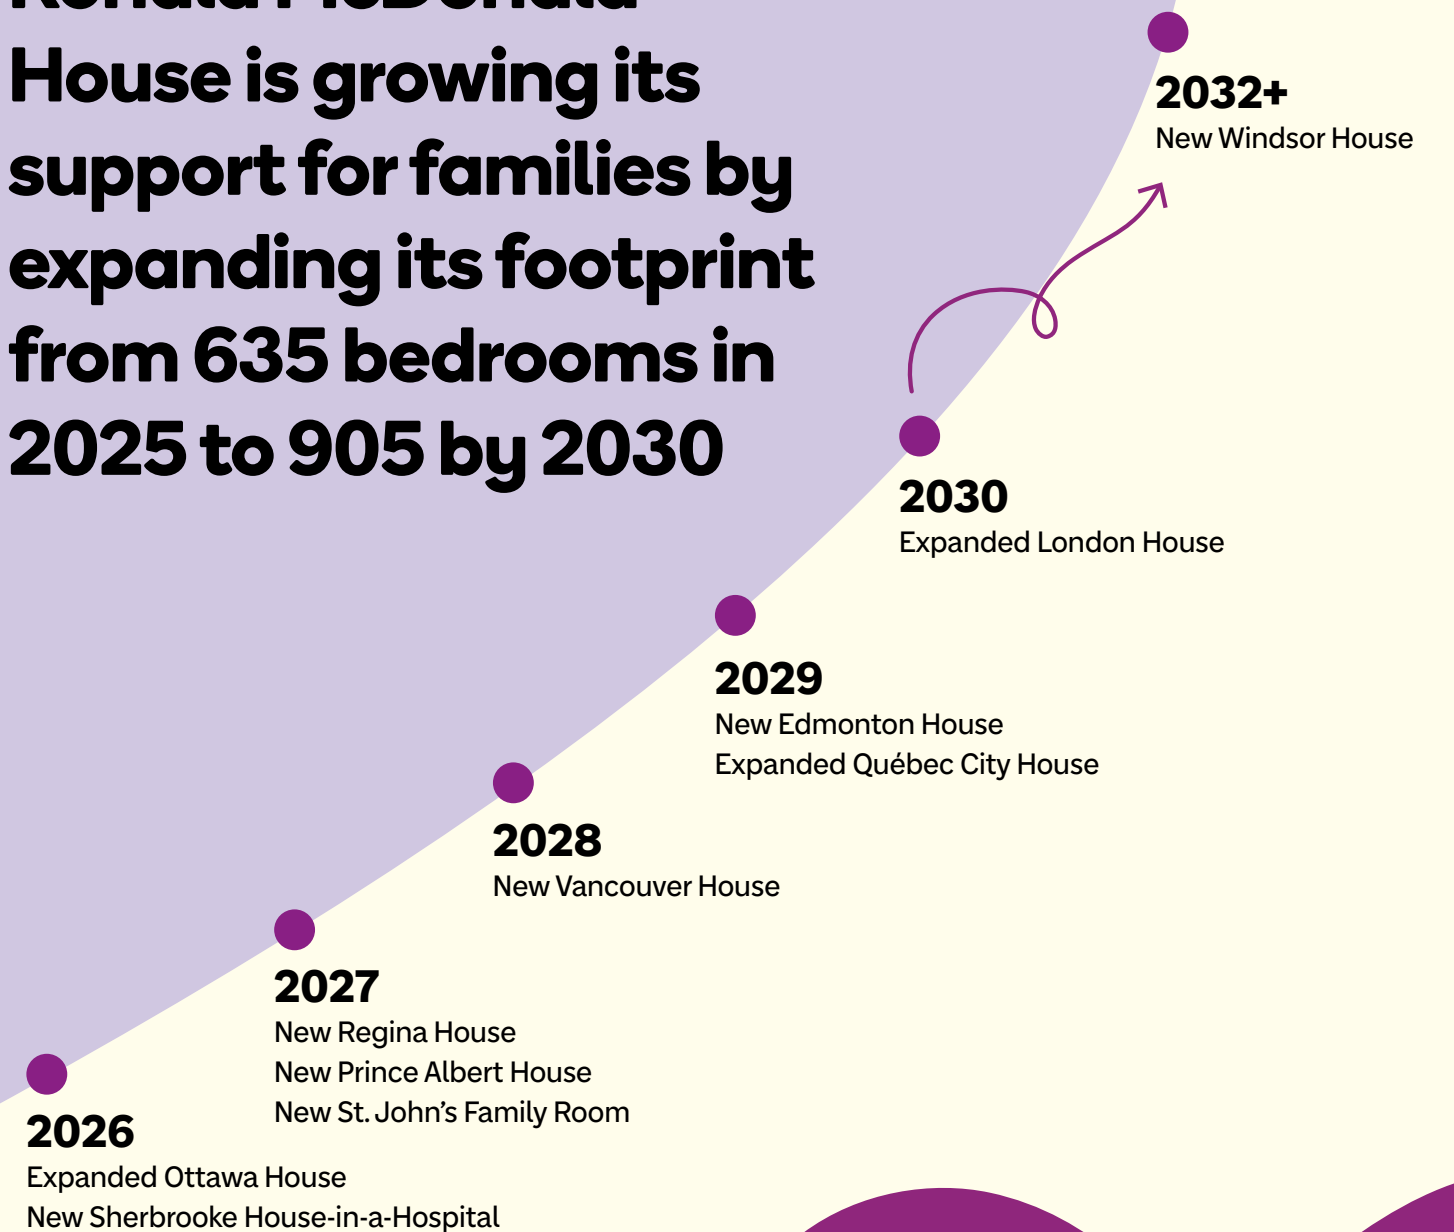 Ronald McDonald
House is growing its
support for families by
expanding its footprint
from 635 bedrooms in
2025 to 905 by 2030
2032+
New Windsor House
2030
Expanded London House
2029
New Edmonton House
Expanded Québec City House
2028
New Vancouver House
2027
New Regina House
New Prince Albert House
New St. John’s Family Room
2026
Expanded Ottawa House
New Sherbrooke House-in-a-Hospital